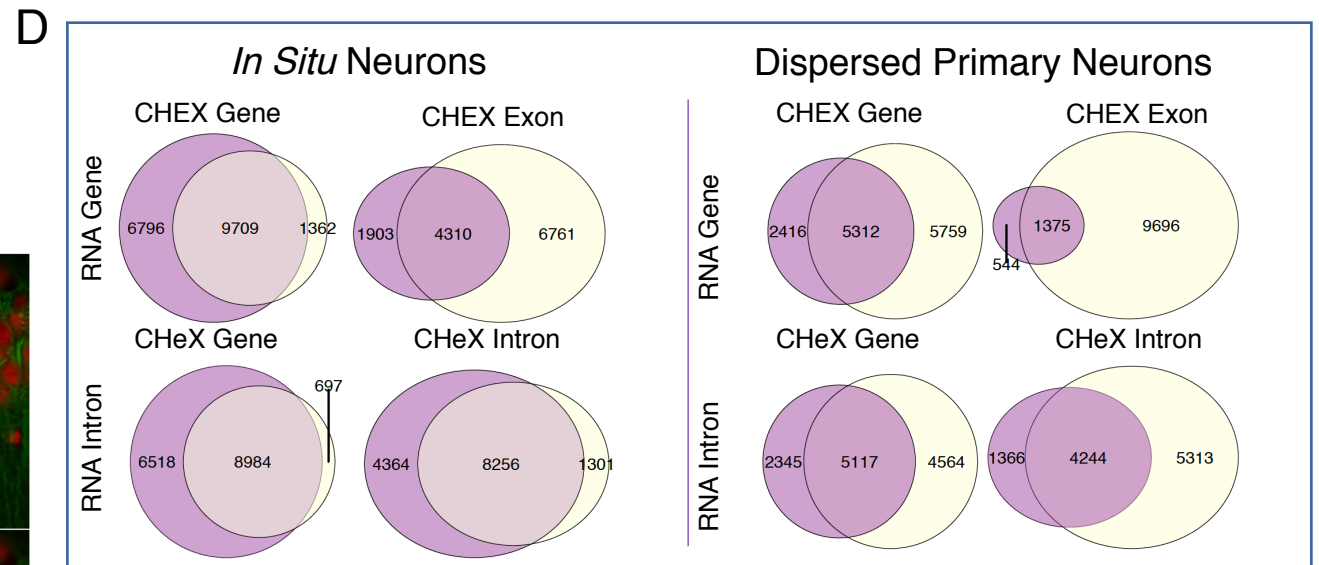 D
In Situ Neurons
Dispersed Primary Neurons
CHEX Gene
CHEX Exon
CHEX Gene
CHEX Exon
RNA Gene
6796
9709
1362
1903
4310
6761
RNA Gene
2416
5312
5759
544
1375
9696
CHeX Gene
CHeX Intron
CHeX Gene
CHeX Intron
RNA Intron
6518
8984
697
4364
8256
1301
RNA Intron
2345
5117
4564
1366
4244
5313